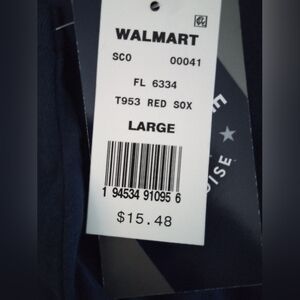 WALMART
SCO 00041
FL 6334
T953 RED SOX
LARGE
1 94534 91095 6
$15.48